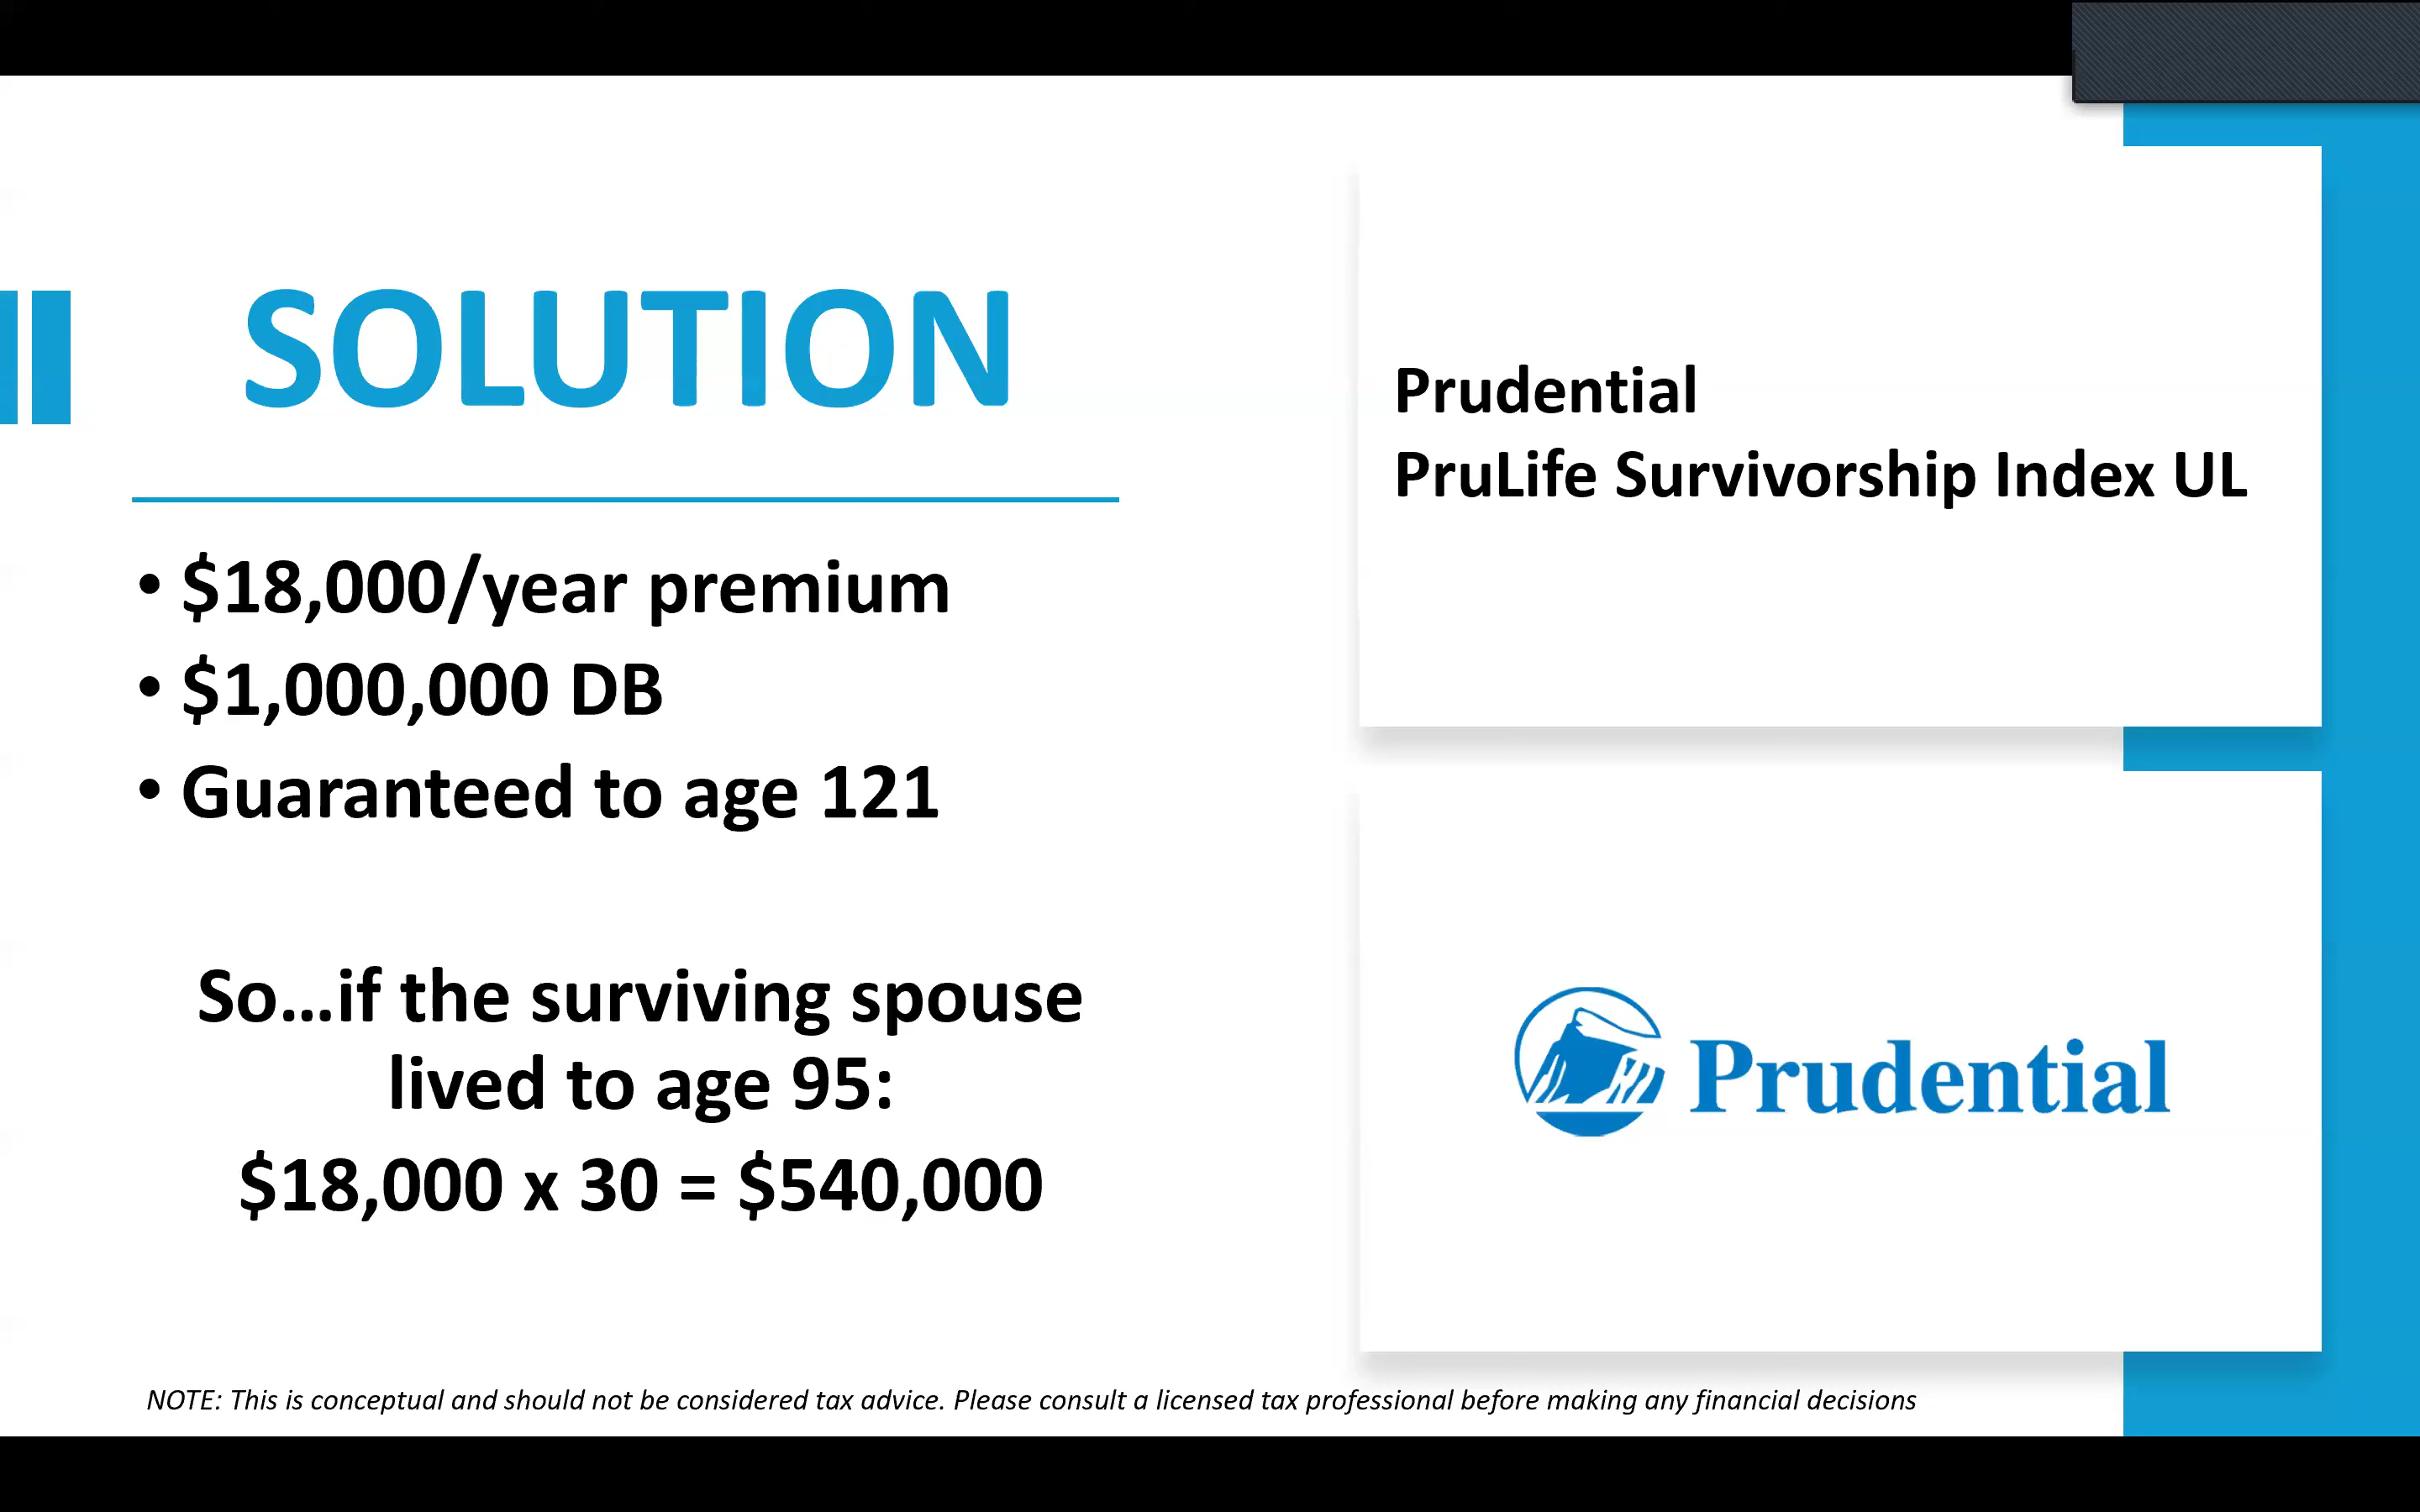 SOLUTION
• $18,000/year premium
• $1,000,000 DB
• Guaranteed to age 121
So...if the surviving spouse
lived to age 95:
$18,000 x 30 = $540,000
Prudential
PruLife Survivorship Index UL
Prudential
NOTE: This is conceptual and should not be considered tax advice. Please consult a licensed tax professional before making any financial decisions